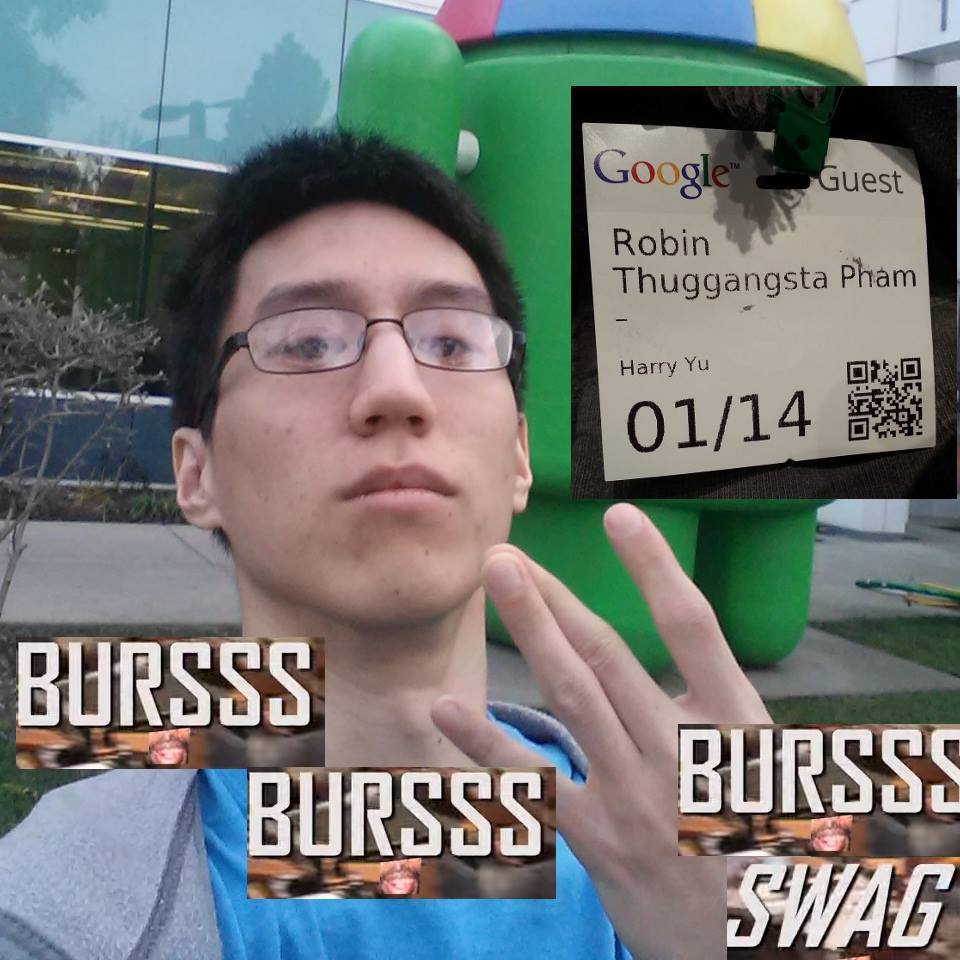 Google™ Guest
Robin
Thuggangsta Pham
–
Harry Yu
01/14
BURSSS
BURSSS
BURSSS
SWAG